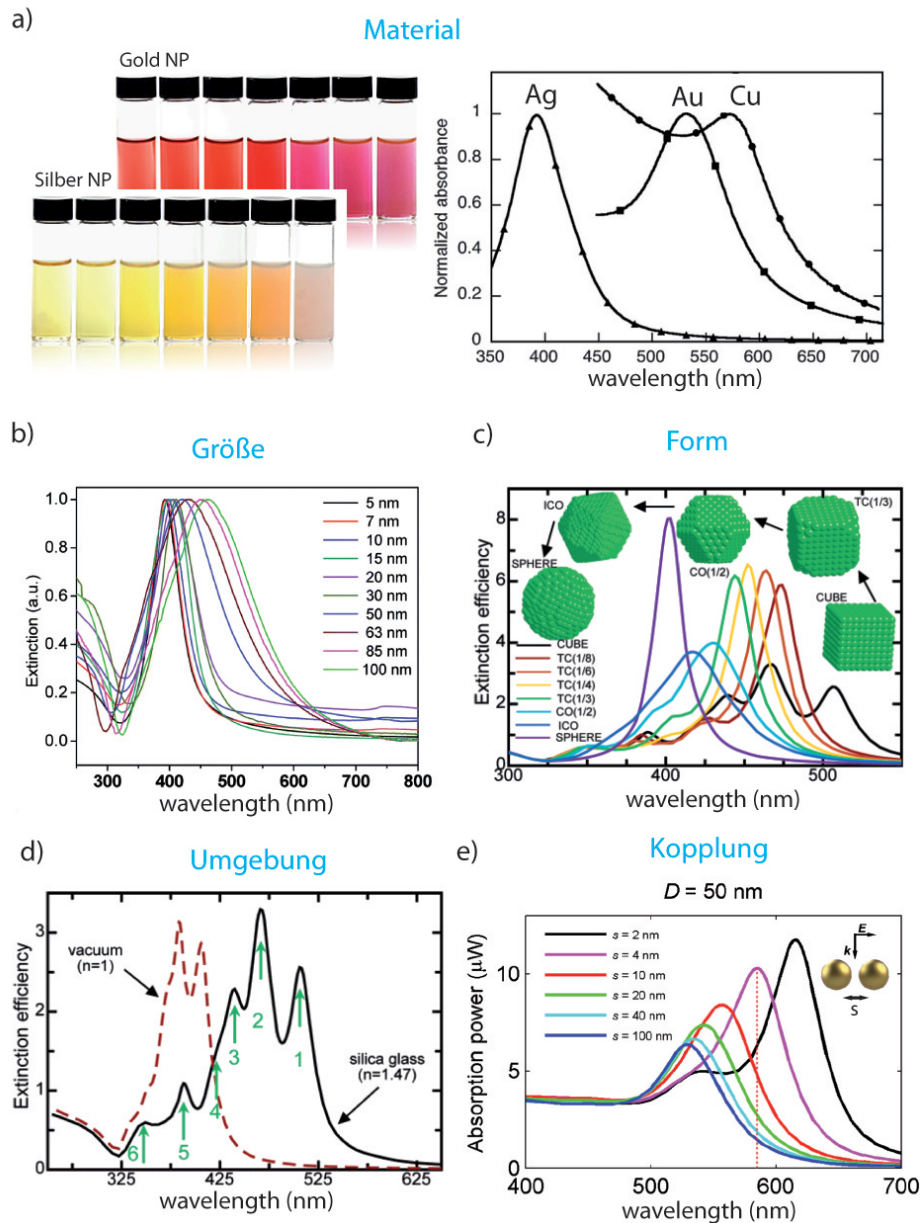 a)
Material
Gold NP
Silber NP
Ag
Au
Cu
Normalized absorbance
1
0.8
0.6
0.4
0.2
0
350
400
450
500
550
600
650
700
wavelength (nm)
b)
Größe
Extinction (a.u.)
1.0
0.8
0.6
0.4
0.2
0.0
5 nm
7 nm
10 nm
15 nm
20 nm
30 nm
50 nm
63 nm
85 nm
100 nm
300
400
500
600
700
800
wavelength (nm)
c)
Form
Extinction efficiency
8
6
4
2
0
ICO
SPHERE
CO(1/2)
TC(1/3)
CUBE
CUBE
TC(1/8)
TC(1/6)
TC(1/4)
TC(1/3)
CO(1/2)
ICO
SPHERE
300
400
500
wavelength (nm)
d)
Umgebung
Extinction efficiency
3
2
1
0
vacuum
(n=1)
silica glass
(n=1.47)
1
2
3
4
5
6
325
425
525
625
wavelength (nm)
e)
Kopplung
D = 50 nm
Absorption power (µW)
10
5
0
s = 2 nm
s = 4 nm
s = 10 nm
s = 20 nm
s = 40 nm
s = 100 nm
E
k
S
400
500
600
700
wavelength (nm)